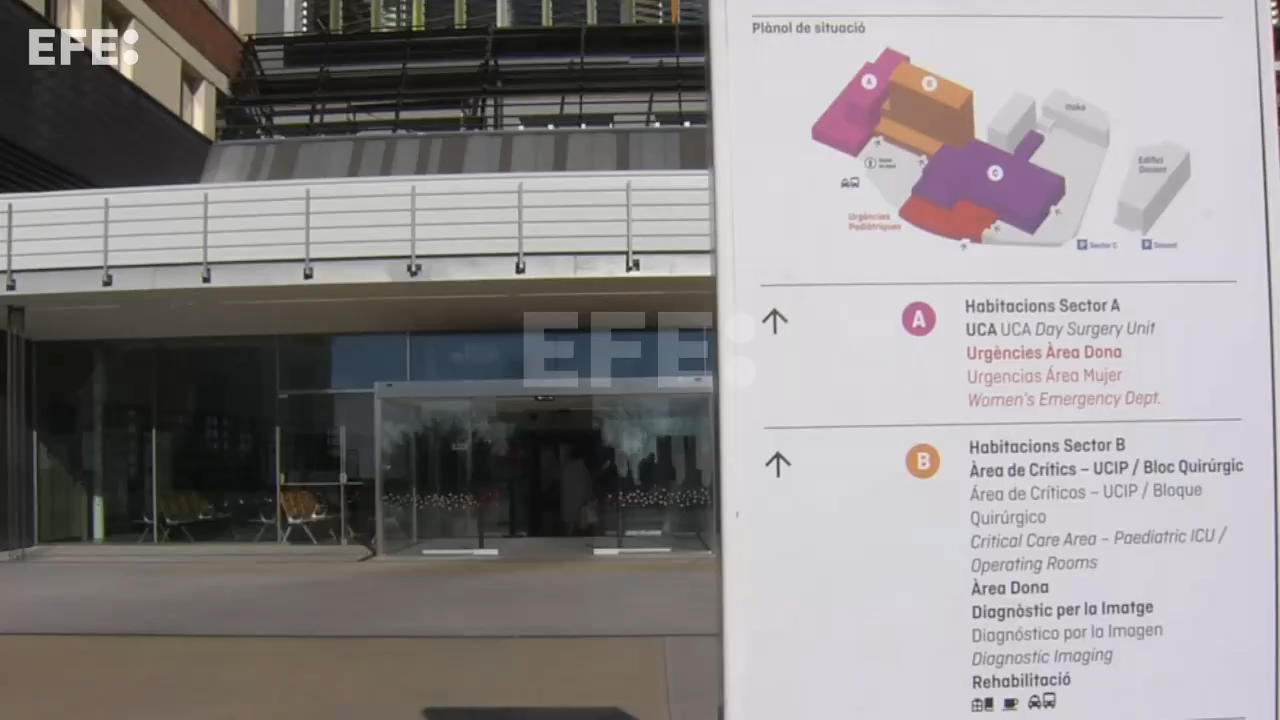 EFE:
Plànol de situació
A
B
C
Edifici
Docent
Urgències
Pediàtriques
P Sector C
P Docent
EFE:
A
Habitacions Sector A
UCA UCA Day Surgery Unit
Urgències Àrea Dona
Urgencias Área Mujer
Women's Emergency Dept.
B
Habitacions Sector B
Àrea de Crítics – UCIP / Bloc Quirúrgic
Área de Críticos – UCIP / Bloque
Quirúrgico
Critical Care Area – Paediatric ICU /
Operating Rooms
Àrea Dona
Diagnòstic per la Imatge
Diagnóstico por la Imagen
Diagnostic Imaging
Rehabilitació